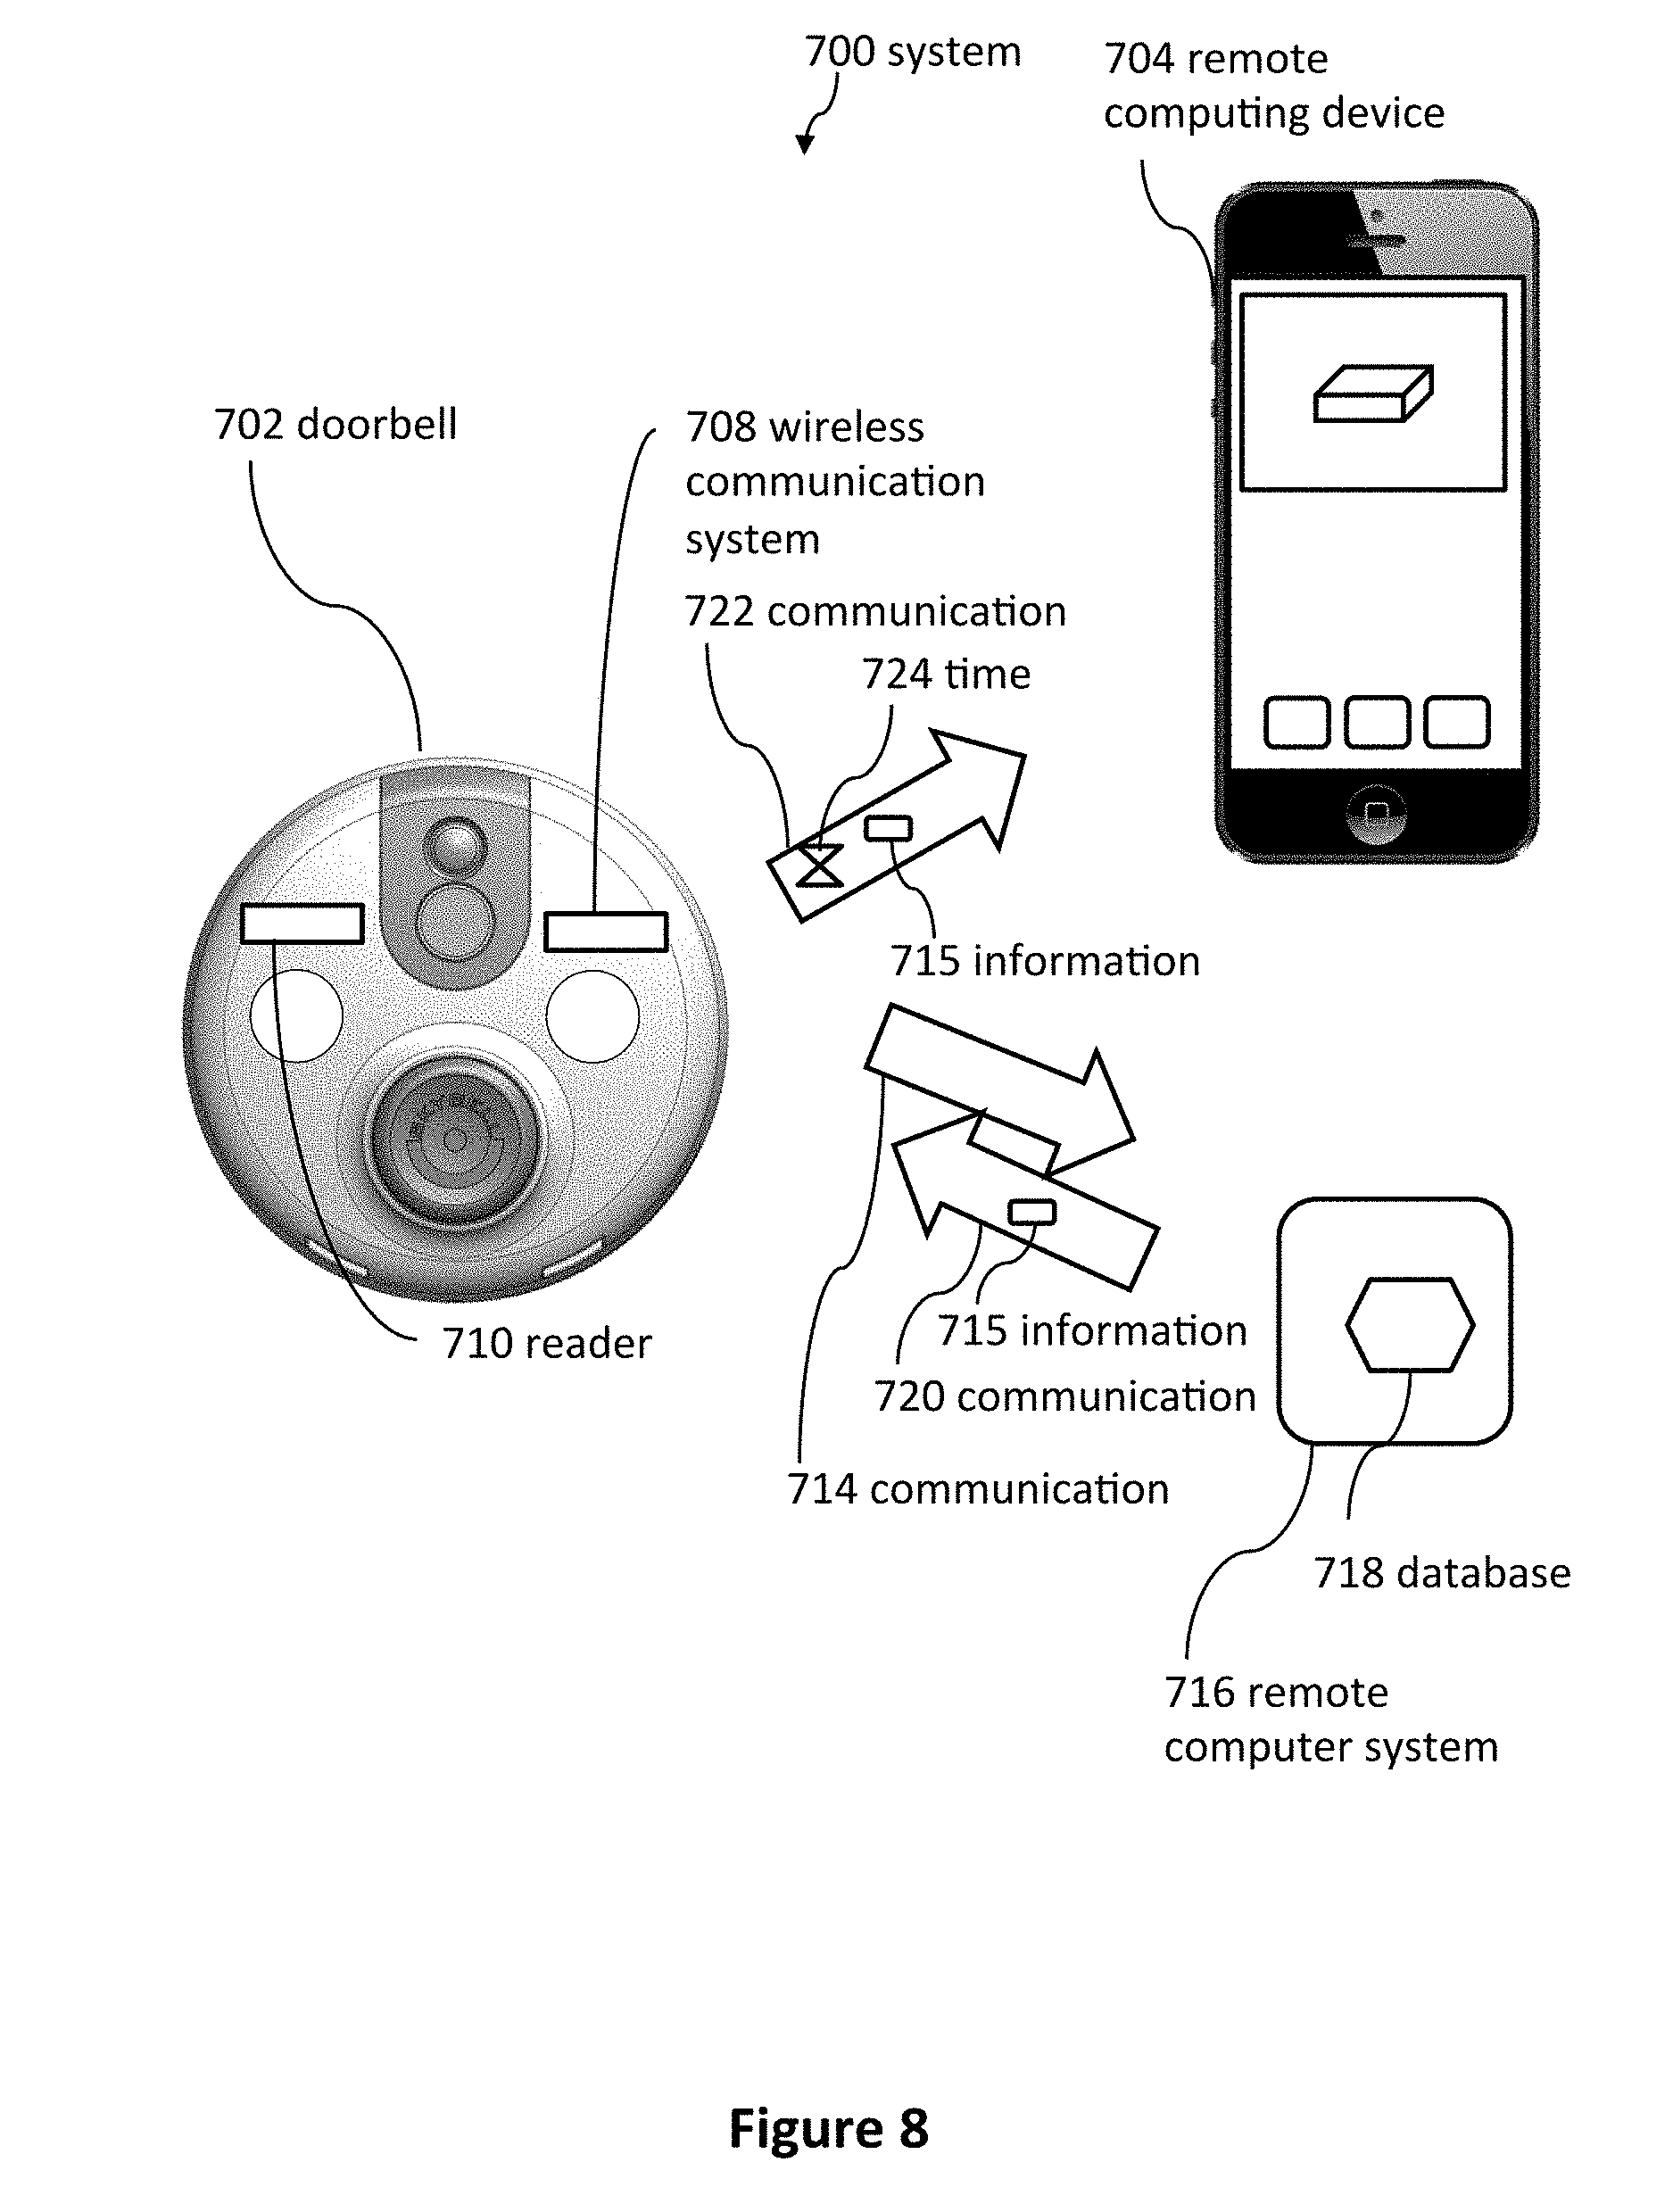 700 system
704 remote
computing device
702 doorbell
708 wireless
communication
system
722 communication
724 time
715 information
715 information
710 reader
720 communication
714 communication
718 database
716 remote
computer system
Figure 8